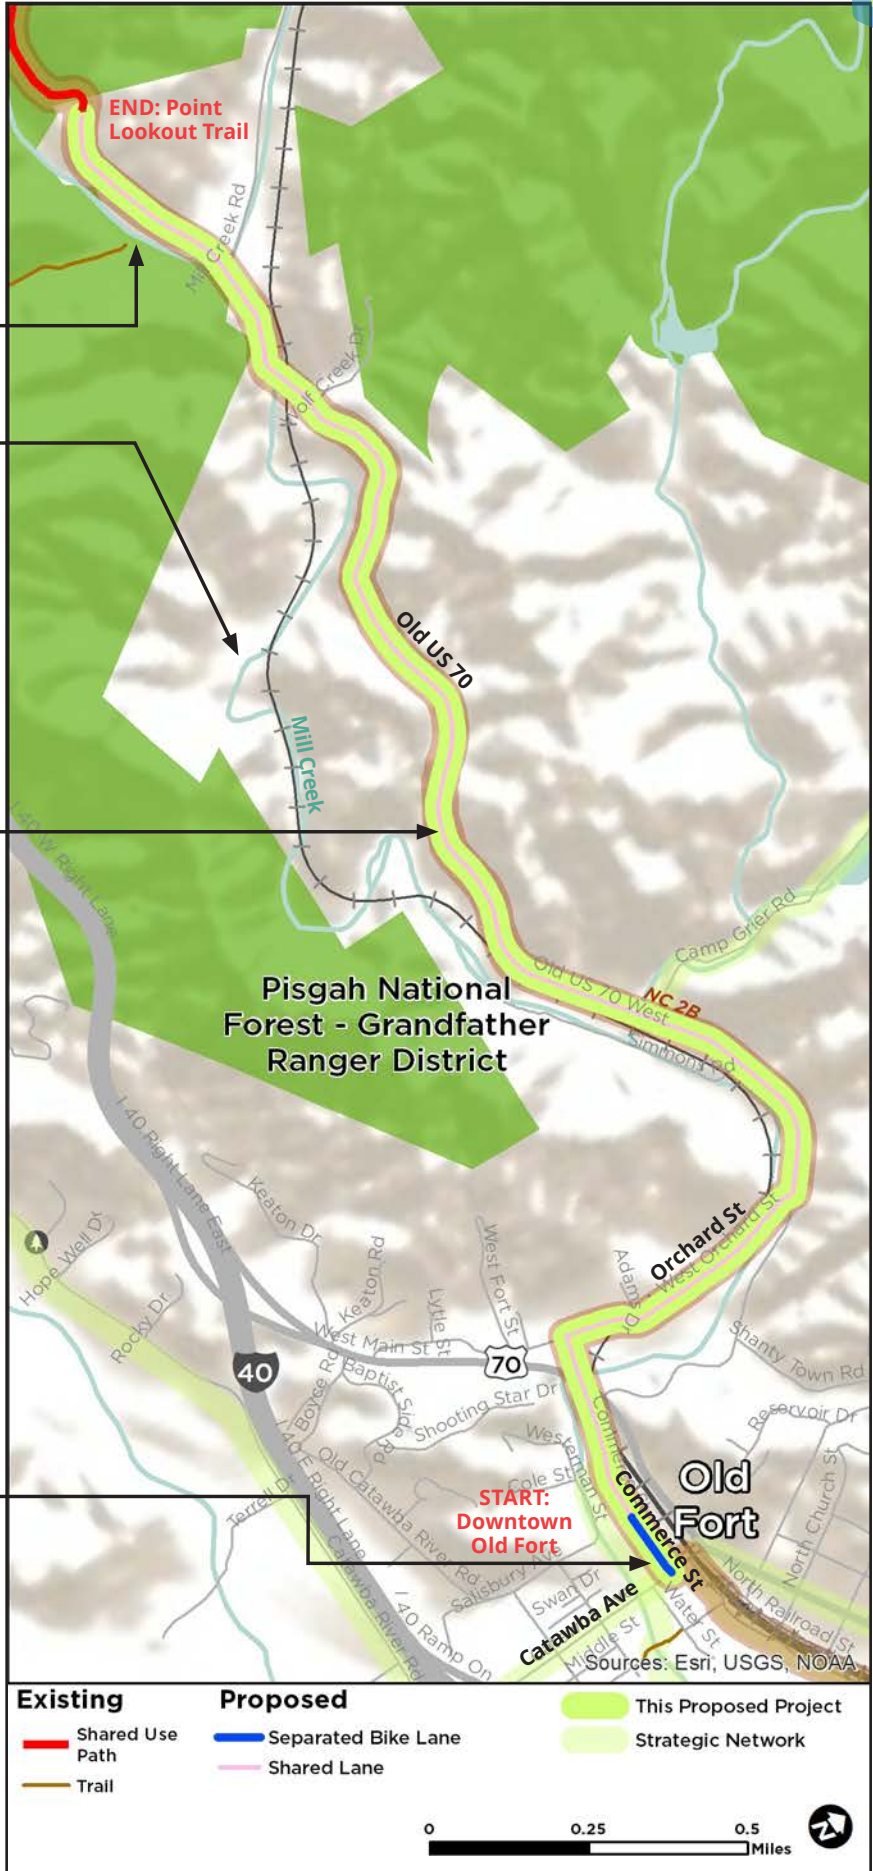 END: Point
Lookout Trail
Mill Creek Rd
Wolf Creek Dr
Old US 70
Mill Creek
I-40 W Right Lane
Camp Grier Rd
Old US 70 West
NC 2B
Simmons Rd
Pisgah National
Forest - Grandfather
Ranger District
I-40 Right Lane East
Keaton Dr
Hope Well Dr
Keaton Rd
West Fort St
Adams Dr
Orchard St
West Orchard St
Rocky Dr
Lytle St
West Main St
70
40
Shanty Town Rd
Boyce Rd
Baptist Side Rd
Shooting Star Dr
Reservoir Dr
Westerman St
Commerce
Cole St
Old
Fort
Commerce St
North Church St
START:
Downtown
Old Fort
Terrell Dr
I-40 E Right Lane
Old Catawba River Rd
Salisbury Ave
Swan Dr
Catawba Ave
Water St
North Railroad St
Catawba River Rd
I 40 Ramp On
Middle St
Sources: Esri, USGS, NOAA
Existing
Shared Use
Path
Trail
Proposed
Separated Bike Lane
Shared Lane
This Proposed Project
Strategic Network
0 0.25 0.5
Miles
N